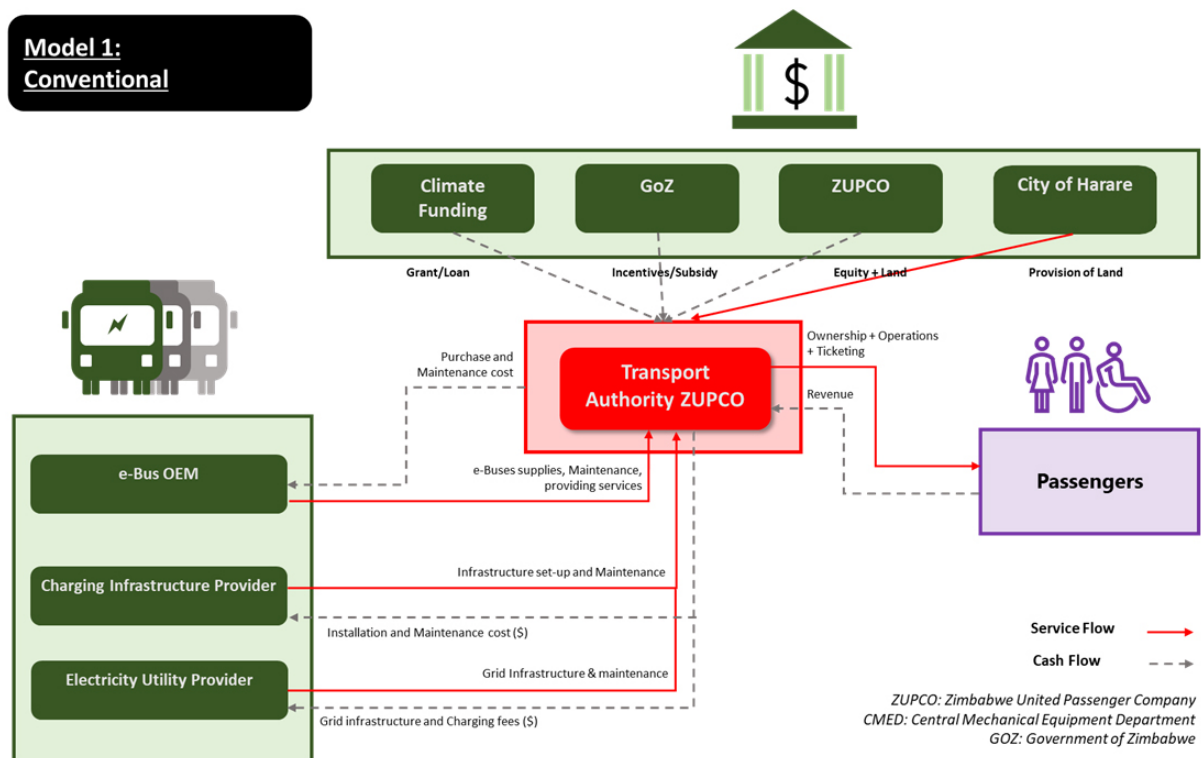 Model 1:
Conventional
$
Climate
Funding
GoZ
ZUPCO
City of Harare
Grant/Loan
Incentives/Subsidy
Equity + Land
Provision of Land
Purchase and
Maintenance cost
Transport
Authority ZUPCO
Ownership + Operations
+ Ticketing
Revenue
e-Bus OEM
e-Buses supplies, Maintenance,
providing services
Passengers
Charging Infrastructure Provider
Infrastructure set-up and Maintenance
Installation and Maintenance cost ($)
Electricity Utility Provider
Grid Infrastructure & maintenance
Grid infrastructure and Charging fees ($)
Service Flow
Cash Flow
ZUPCO: Zimbabwe United Passenger Company
CMED: Central Mechanical Equipment Department
GOZ: Government of Zimbabwe